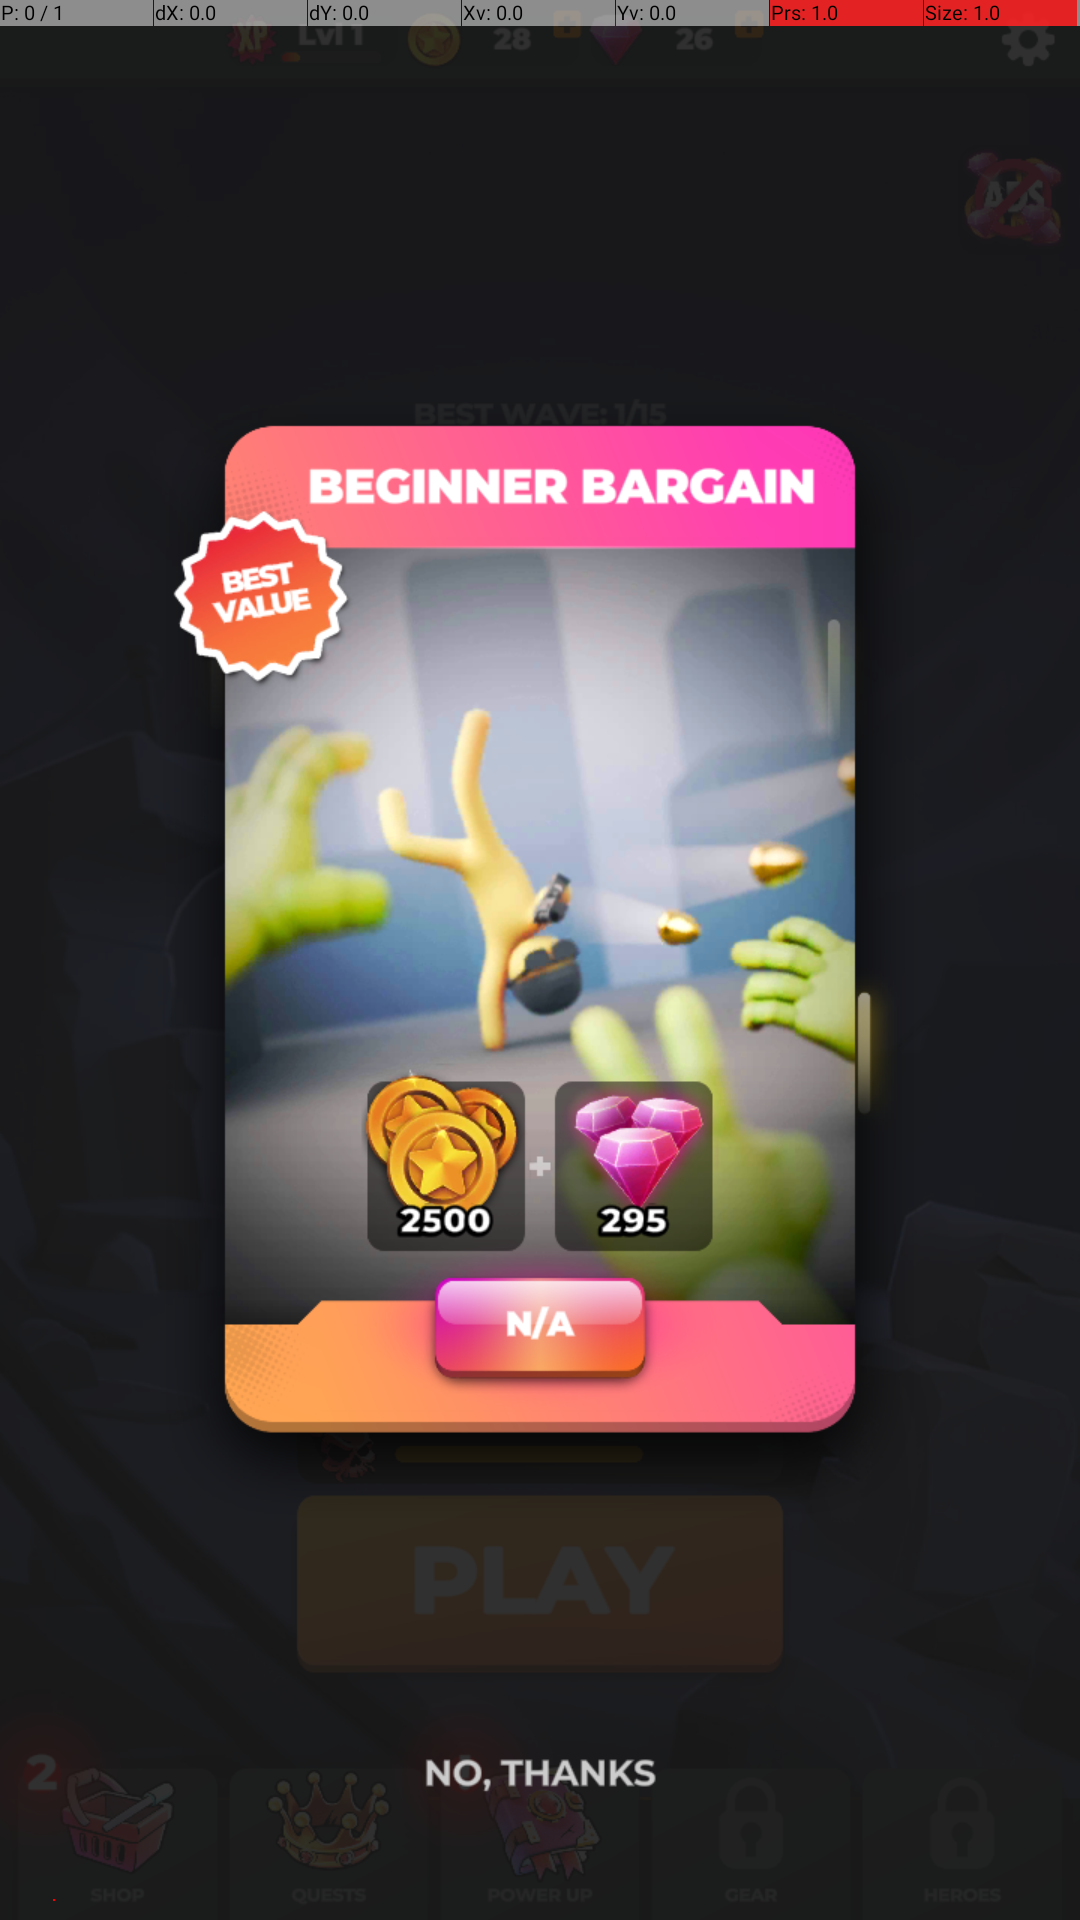 P: 0 / 1 dX: 0.0 dY: 0.0 Xv: 0.0 Yv: 0.0 Prs: 1.0 Size: 1.0
XP Lvl 1 28 26
ADS
BEST WAVE: 1/15
BEGINNER BARGAIN
BEST
VALUE
2500 + 295
N/A
PLAY
NO, THANKS
2
SHOP QUESTS POWER UP GEAR HEROES